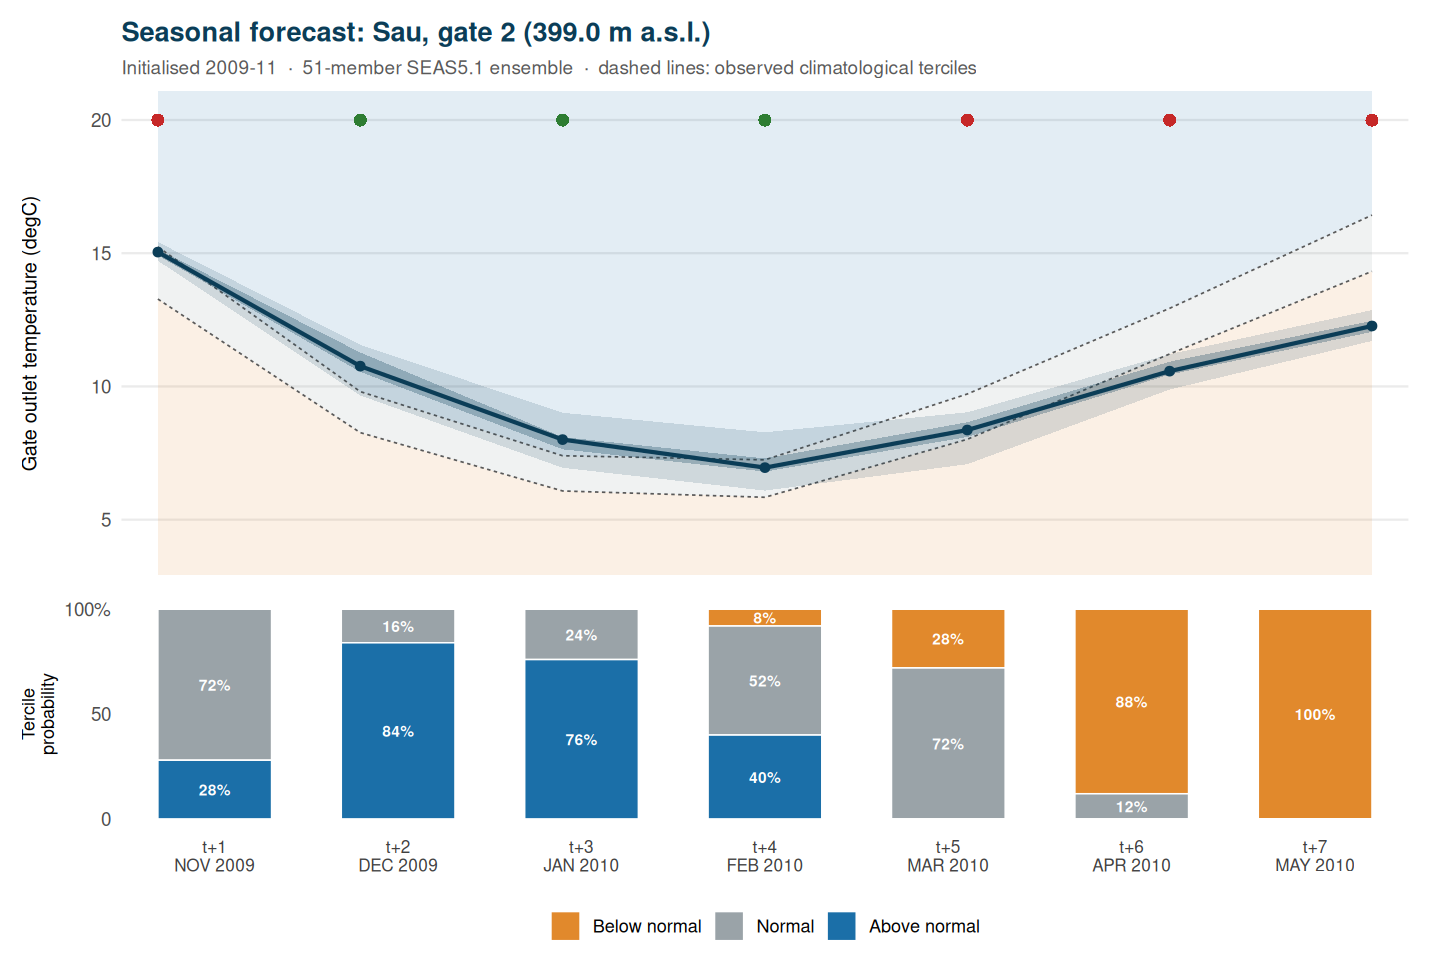 Seasonal forecast: Sau, gate 2 (399.0 m a.s.l.)
Initialised 2009-11 · 51-member SEAS5.1 ensemble · dashed lines: observed climatological terciles
Gate outlet temperature (degC)
20
15
10
5
Tercile
probability
100%
50
0
72%
28%
16%
84%
24%
76%
8%
52%
40%
28%
72%
88%
12%
100%
t+1
NOV 2009
t+2
DEC 2009
t+3
JAN 2010
t+4
FEB 2010
t+5
MAR 2010
t+6
APR 2010
t+7
MAY 2010
Below normal
Normal
Above normal